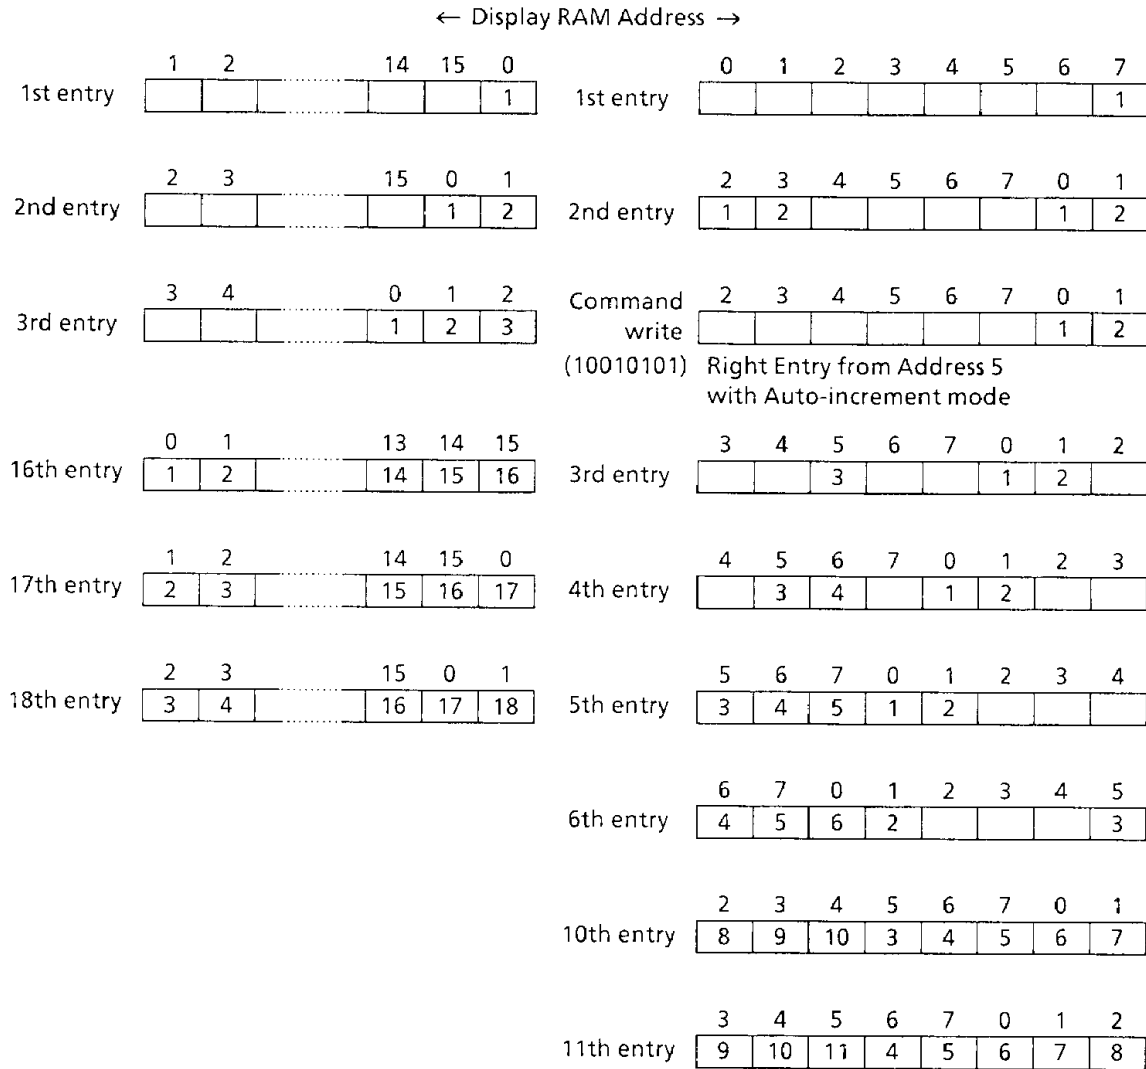 ← Display RAM Address →
1 2 14 15 0
1st entry 1
2 3 15 0 1
2nd entry 1 2
3 4 0 1 2
3rd entry 1 2 3
0 1 13 14 15
16th entry 1 2 14 15 16
1 2 14 15 0
17th entry 2 3 15 16 17
2 3 15 0 1
18th entry 3 4 16 17 18
0 1 2 3 4 5 6 7
1st entry 1
2 3 4 5 6 7 0 1
2nd entry 1 2 1 2
2 3 4 5 6 7 0 1
Command
write 1 2
(10010101) Right Entry from Address 5
with Auto-increment mode
3 4 5 6 7 0 1 2
3rd entry 3 1 2
4 5 6 7 0 1 2 3
4th entry 3 4 1 2
5 6 7 0 1 2 3 4
5th entry 3 4 5 1 2
6 7 0 1 2 3 4 5
6th entry 4 5 6 2 3
2 3 4 5 6 7 0 1
10th entry 8 9 10 3 4 5 6 7
3 4 5 6 7 0 1 2
11th entry 9 10 11 4 5 6 7 8